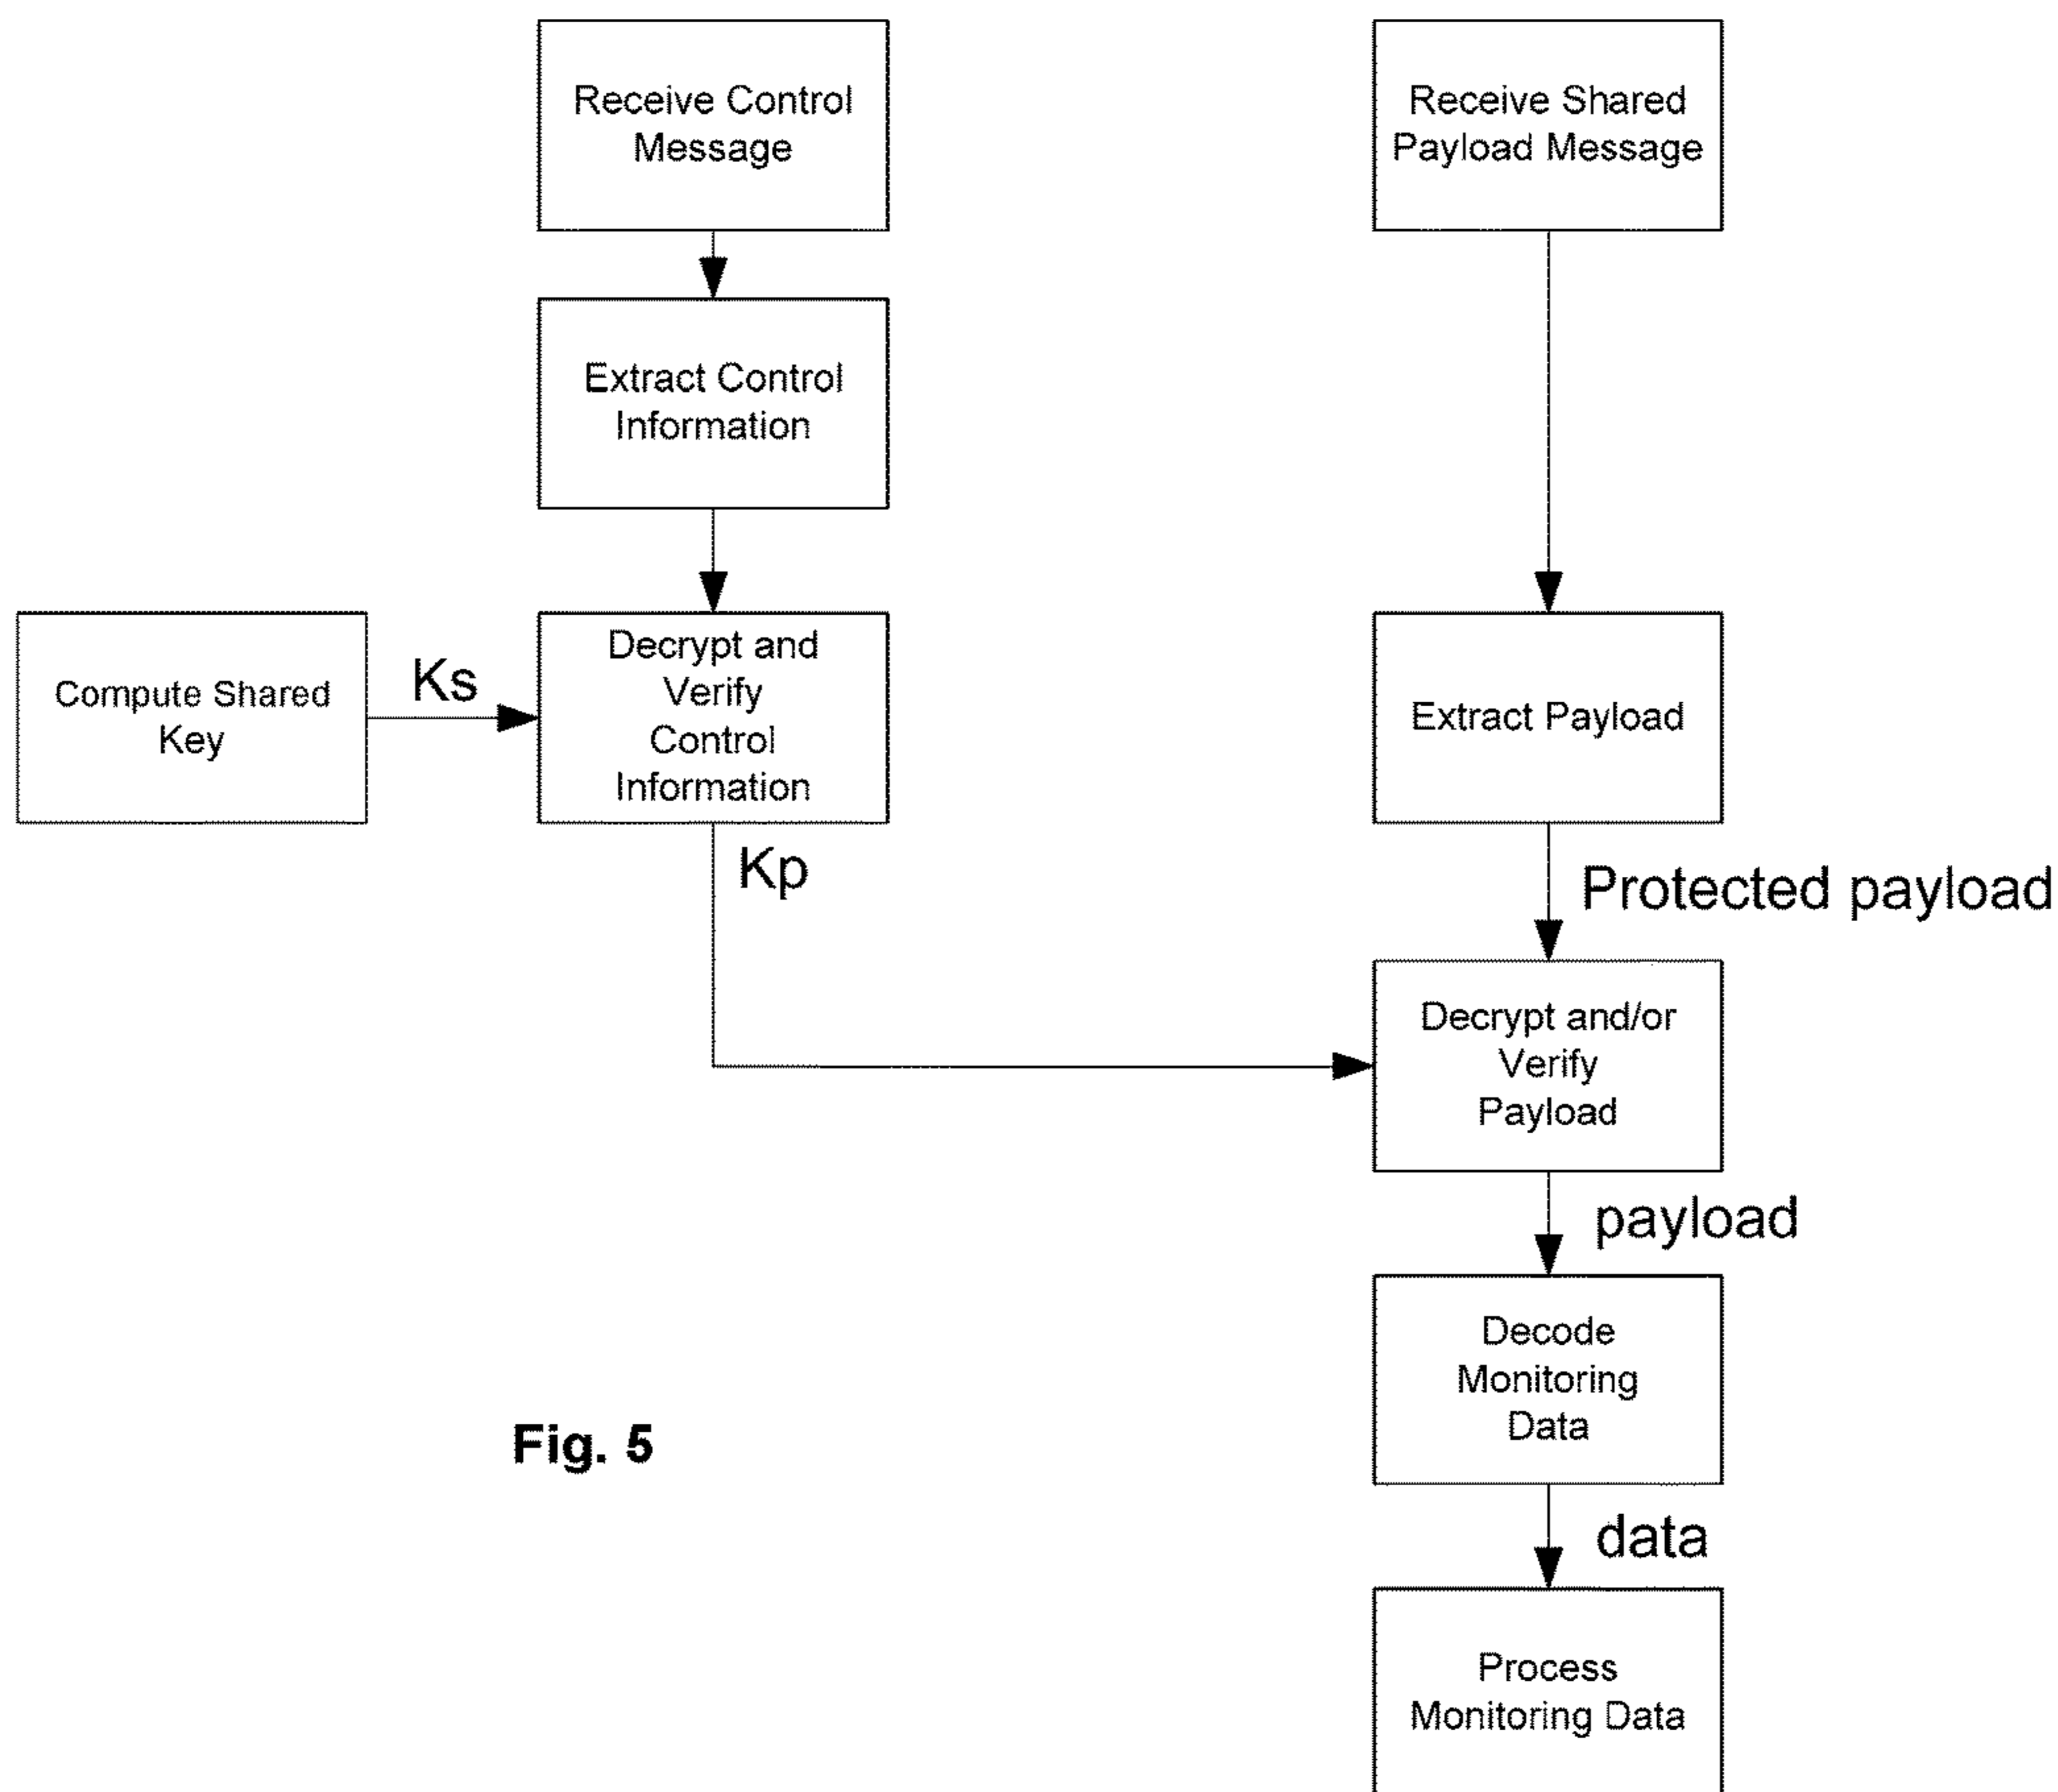 Receive Control
Message
Receive Shared
Payload Message
Extract Control
Information
Compute Shared
Key
Ks
Decrypt and
Verify
Control
Information
Extract Payload
Kp
Protected payload
Decrypt and/or
Verify
Payload
payload
Decode
Monitoring
Data
Fig. 5
data
Process
Monitoring Data